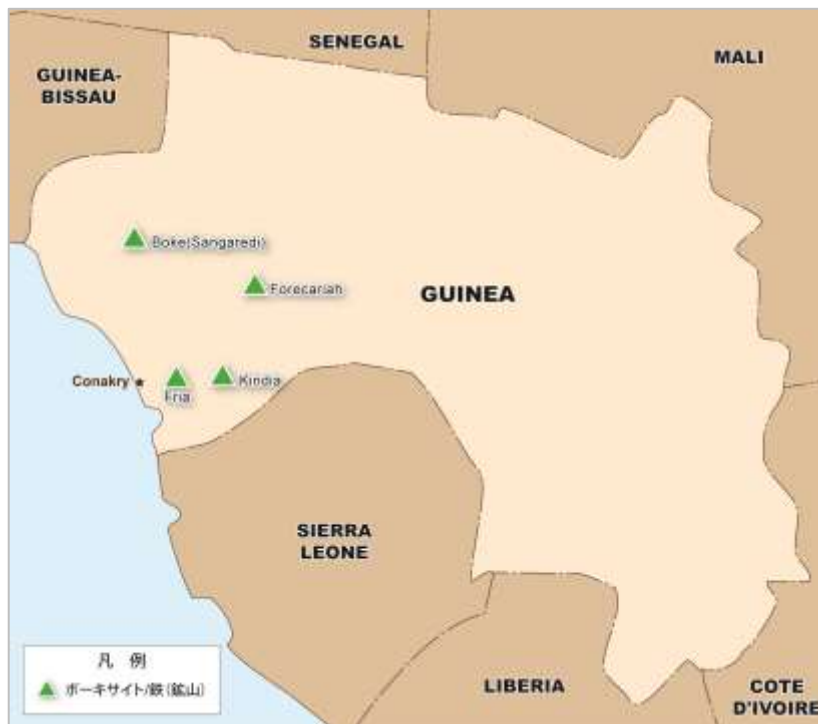 SENEGAL
MALI
GUINEA-
BISSAU
Boke(Sangaredi)
Forecariah
GUINEA
Conakry
Fria
Kindia
SIERRA
LEONE
LIBERIA
COTE
D'IVOIRE
凡 例
ボーキサイト/鉄(鉱山)